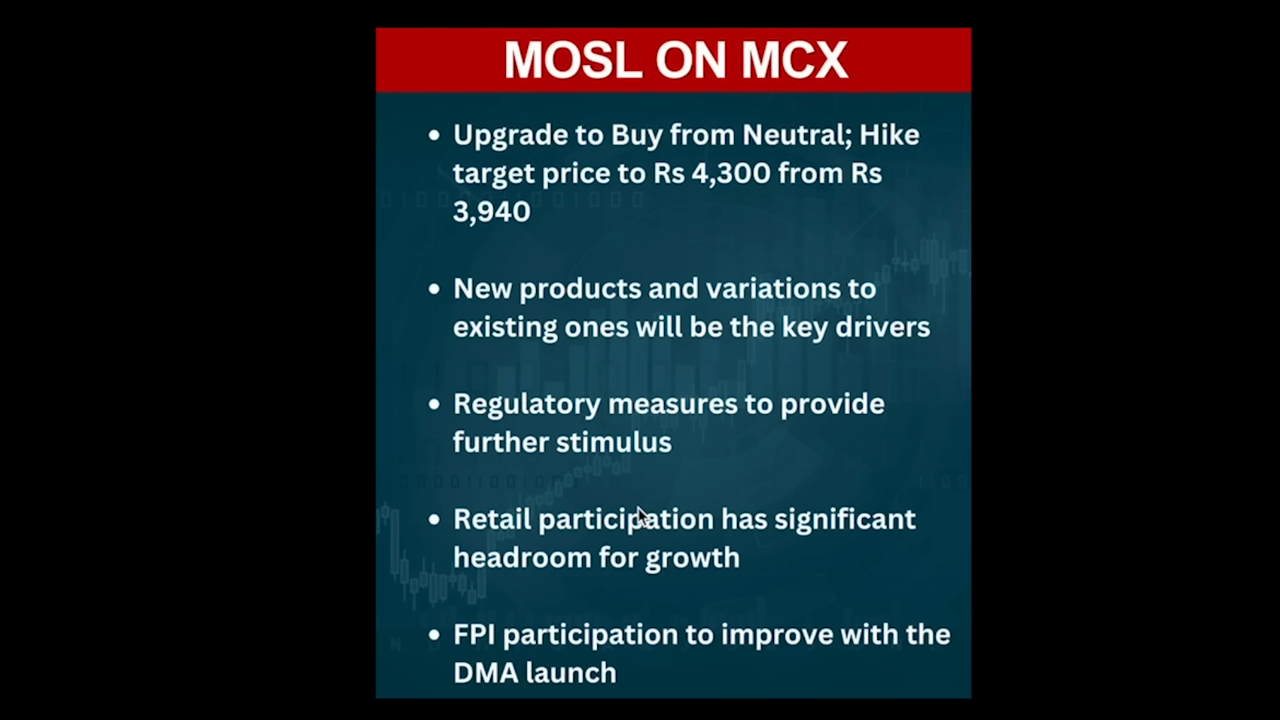 MOSL ON MCX
• Upgrade to Buy from Neutral; Hike
target price to Rs 4,300 from Rs
3,940
• New products and variations to
existing ones will be the key drivers
• Regulatory measures to provide
further stimulus
• Retail participation has significant
headroom for growth
• FPI participation to improve with the
DMA launch